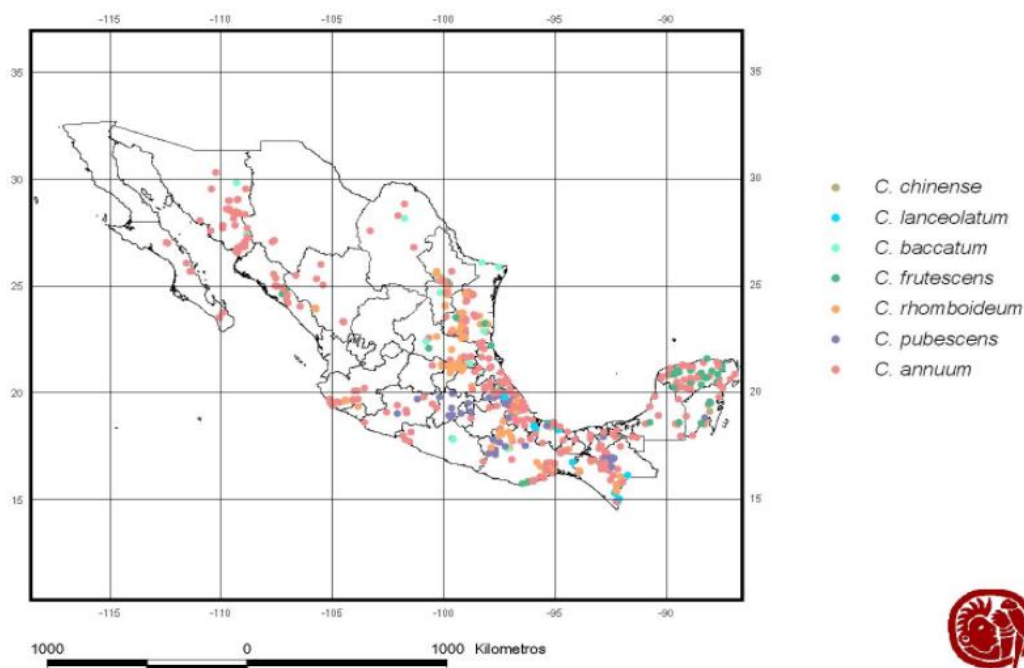 -115 -110 -105 -100 -95 -90
35 35
30 30
25 25
20 20
15 15
-115 -110 -105 -100 -95 -90
C. chinense
C. lanceolatum
C. baccatum
C. frutescens
C. rhomboideum
C. pubescens
C. annuum
1000 0 1000 Kilometros